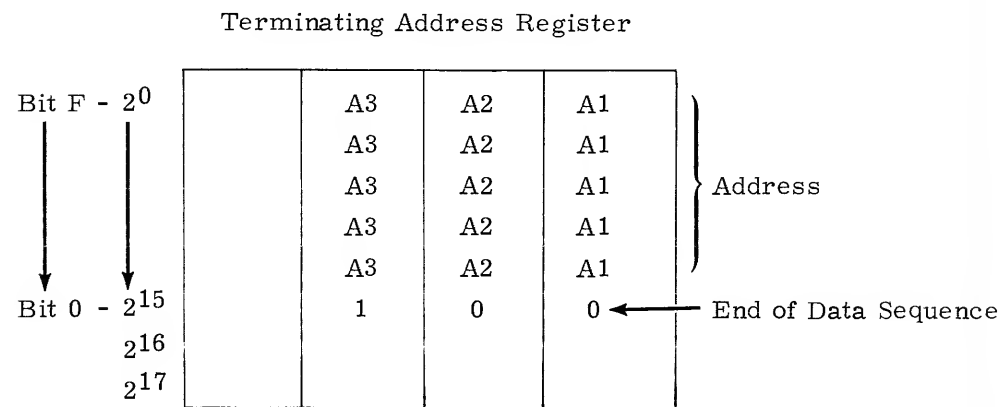 Terminating Address Register
Bit F - 2^0 A3 A2 A1
A3 A2 A1
A3 A2 A1 Address
A3 A2 A1
A3 A2 A1
Bit 0 - 2^15 1 0 0 End of Data Sequence
2^16
2^17